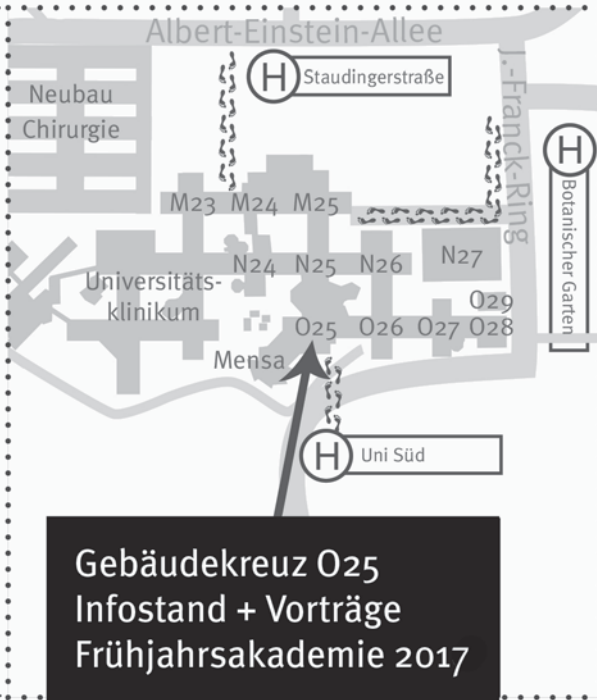 Albert-Einstein-Allee
H Staudingerstraße
J.-Franck-Ring
Neubau
Chirurgie
H Botanischer Garten
M23 M24 M25
N24 N25 N26 N27
Universitäts-
klinikum
O29
O25 O26 O27 O28
Mensa
H Uni Süd
Gebäudekreuz O25
Infostand + Vorträge
Frühjahrsakademie 2017